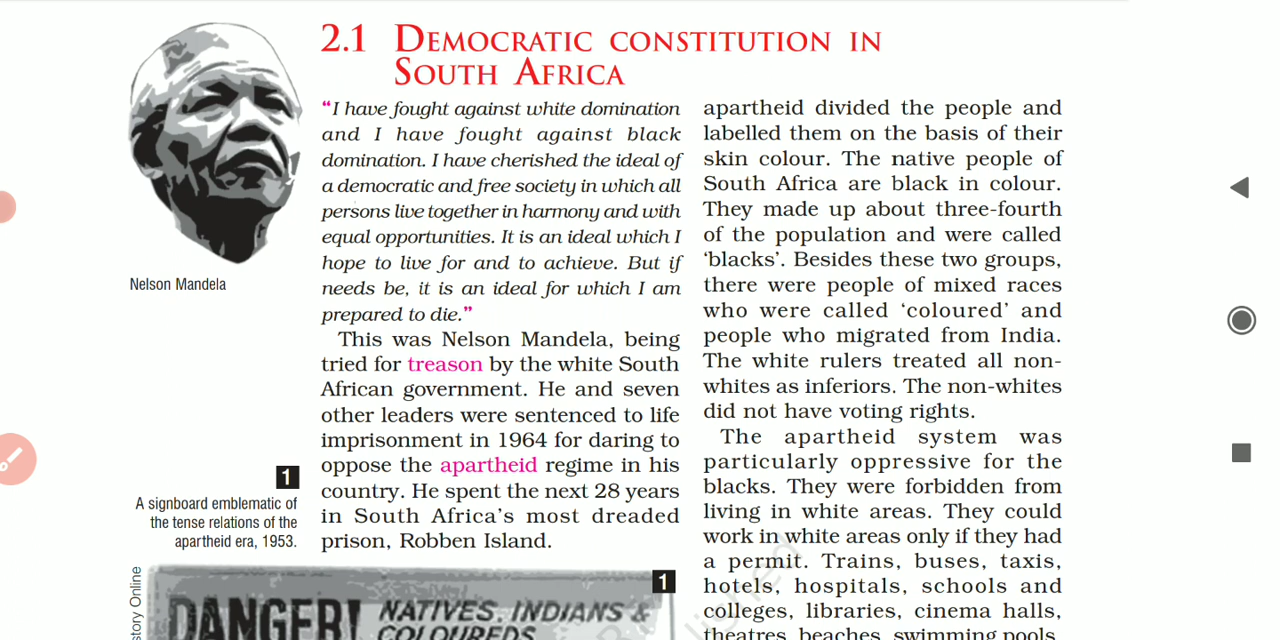 2.1 DEMOCRATIC CONSTITUTION IN
SOUTH AFRICA
Nelson Mandela
1
A signboard emblematic of
the tense relations of the
apartheid era, 1953.
story Online
"I have fought against white domination
and I have fought against black
domination. I have cherished the ideal of
a democratic and free society in which all
persons live together in harmony and with
equal opportunities. It is an ideal which I
hope to live for and to achieve. But if
needs be, it is an ideal for which I am
prepared to die."
This was Nelson Mandela, being
tried for treason by the white South
African government. He and seven
other leaders were sentenced to life
imprisonment in 1964 for daring to
oppose the apartheid regime in his
country. He spent the next 28 years
in South Africa's most dreaded
prison, Robben Island.
1
DANGER! NATIVES, INDIANS &
COLOUREDS
apartheid divided the people and
labelled them on the basis of their
skin colour. The native people of
South Africa are black in colour.
They made up about three-fourth
of the population and were called
'blacks'. Besides these two groups,
there were people of mixed races
who were called 'coloured' and
people who migrated from India.
The white rulers treated all non-
whites as inferiors. The non-whites
did not have voting rights.
The apartheid system was
particularly oppressive for the
blacks. They were forbidden from
living in white areas. They could
work in white areas only if they had
a permit. Trains, buses, taxis,
hotels, hospitals, schools and
colleges, libraries, cinema halls,
theatres, beaches, swimming pools,